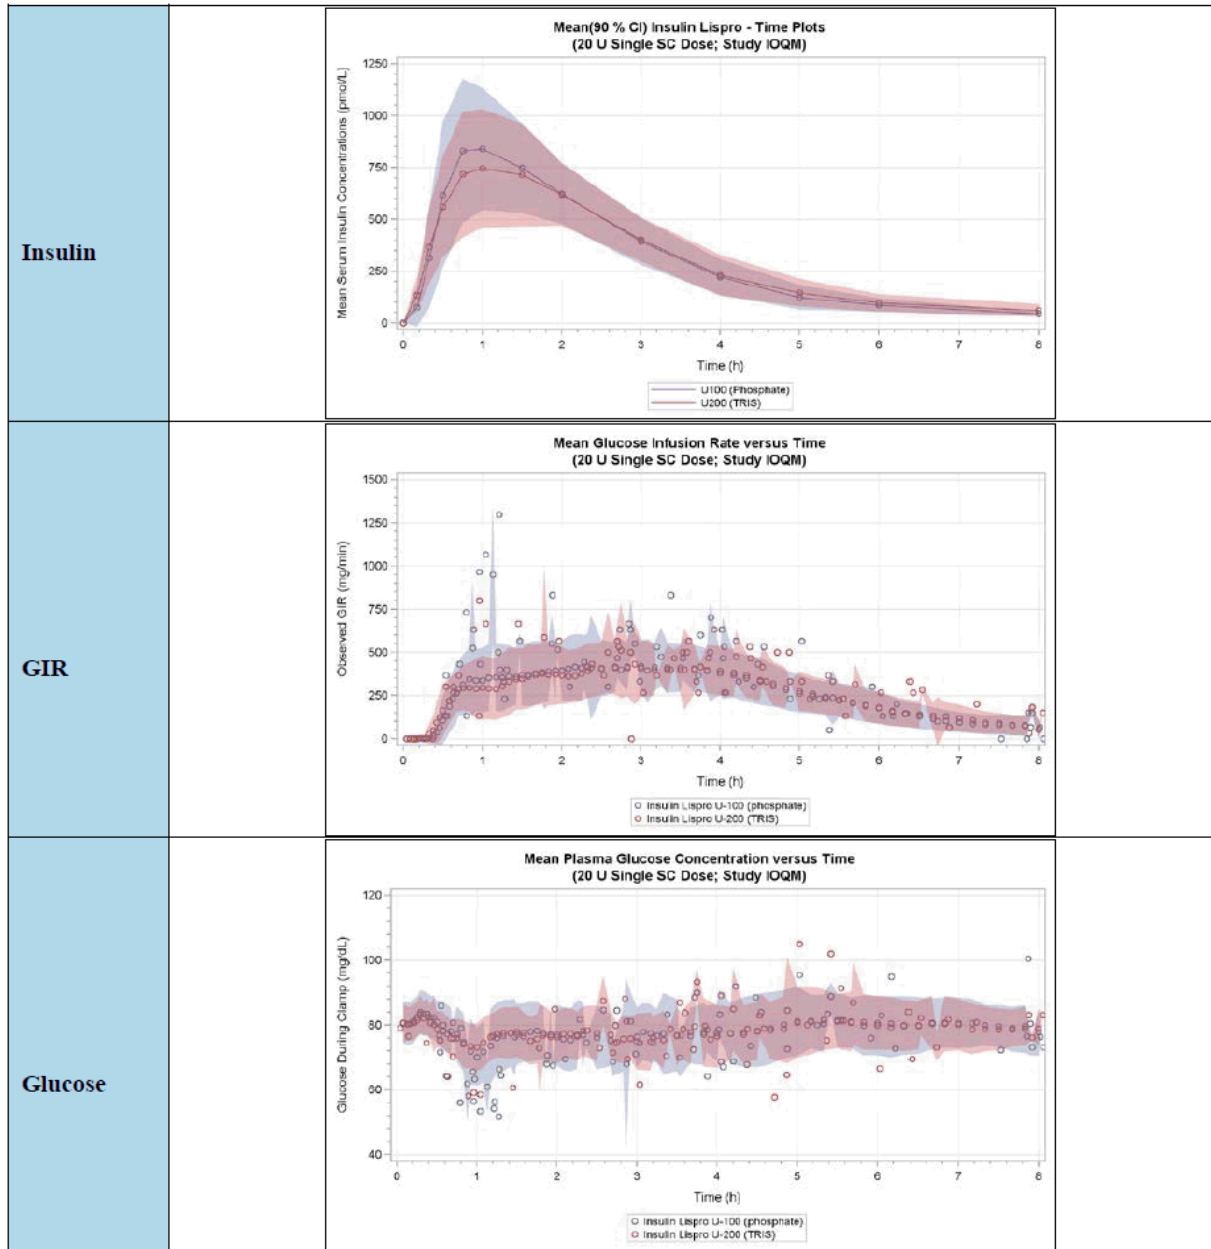 Insulin
Mean(90 % CI) Insulin Lispro - Time Plots
(20 U Single SC Dose; Study IOQM)
Mean Serum Insulin Concentrations (pmol/L)
1250
1000
750
500
250
0
0 1 2 3 4 5 6 8
Time (h)
U100 (Phosphate)
U200 (TRIS)
GIR
Mean Glucose Infusion Rate versus Time
(20 U Single SC Dose; Study IOQM)
Observed GIR (mg/min)
1500
1250
1000
750
500
250
0
0 1 2 3 4 5 6 8
Time (h)
Insulin Lispro U-100 (phosphate)
Insulin Lispro U-200 (TRIS)
Glucose
Mean Plasma Glucose Concentration versus Time
(20 U Single SC Dose; Study IOQM)
Glucose During Clamp (mg/dL)
120
100
80
60
40
0 1 2 3 4 5 6 8
Time (h)
Insulin Lispro U-100 (phosphate)
Insulin Lispro U-200 (TRIS)